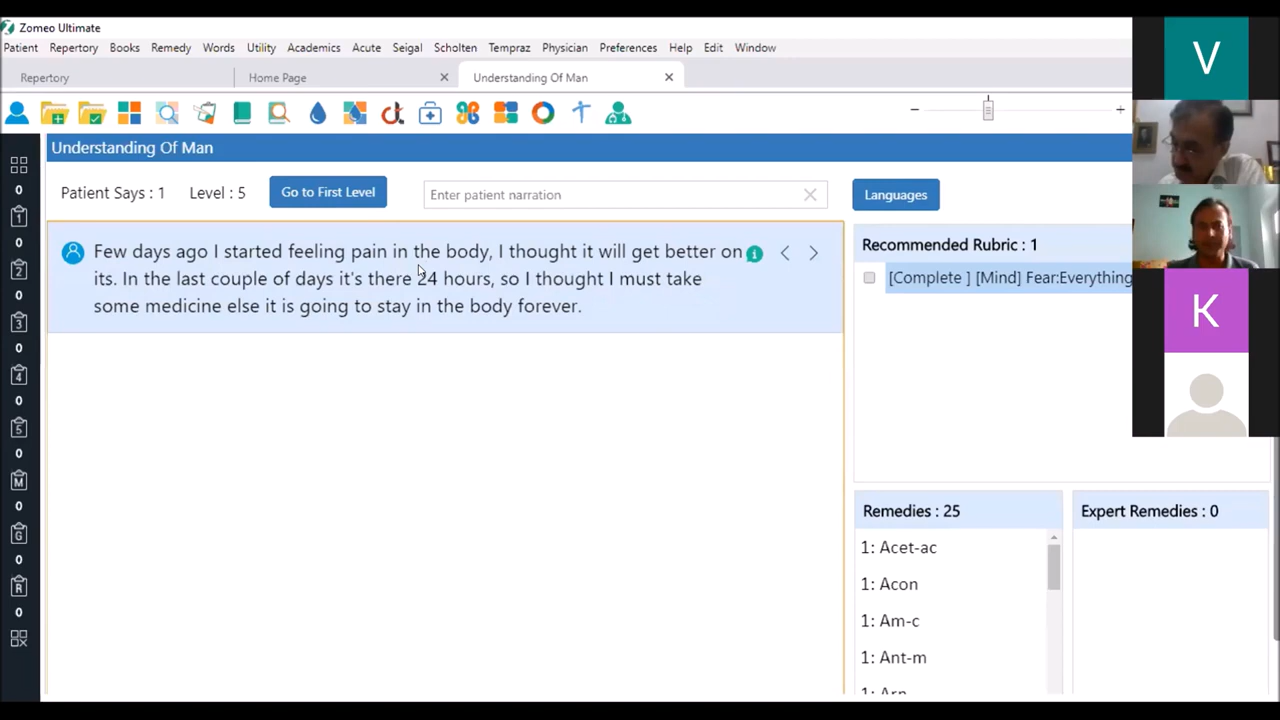 Zomeo Ultimate
Patient Repertory Books Remedy Words Utility Academics Acute Seigal Scholten Tempraz Physician Preferences Help Edit Window
Repertory Home Page Understanding Of Man
Understanding Of Man
Patient Says : 1 Level : 5 Go to First Level Enter patient narration Languages
Few days ago I started feeling pain in the body, I thought it will get better on
its. In the last couple of days it's there 24 hours, so I thought I must take
some medicine else it is going to stay in the body forever.
Recommended Rubric : 1
[Complete ] [Mind] Fear:Everything
Remedies : 25 Expert Remedies : 0
1: Acet-ac
1: Acon
1: Am-c
1: Ant-m
0
1
0
2
0
3
0
4
0
5
0
M
0
G
0
R
0
V
K